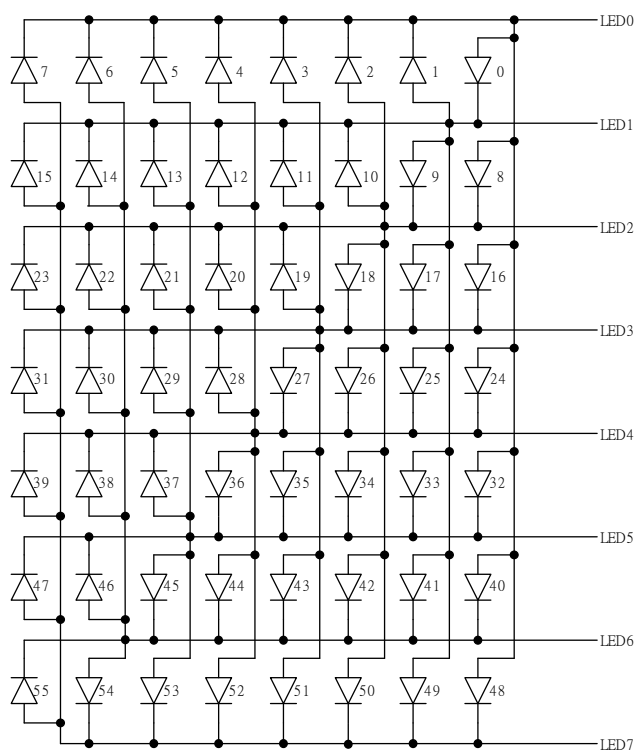 LED0
7 6 5 4 3 2 1 0
LED1
15 14 13 12 11 10 9 8
LED2
23 22 21 20 19 18 17 16
LED3
31 30 29 28 27 26 25 24
LED4
39 38 37 36 35 34 33 32
LED5
47 46 45 44 43 42 41 40
LED6
55 54 53 52 51 50 49 48
LED7